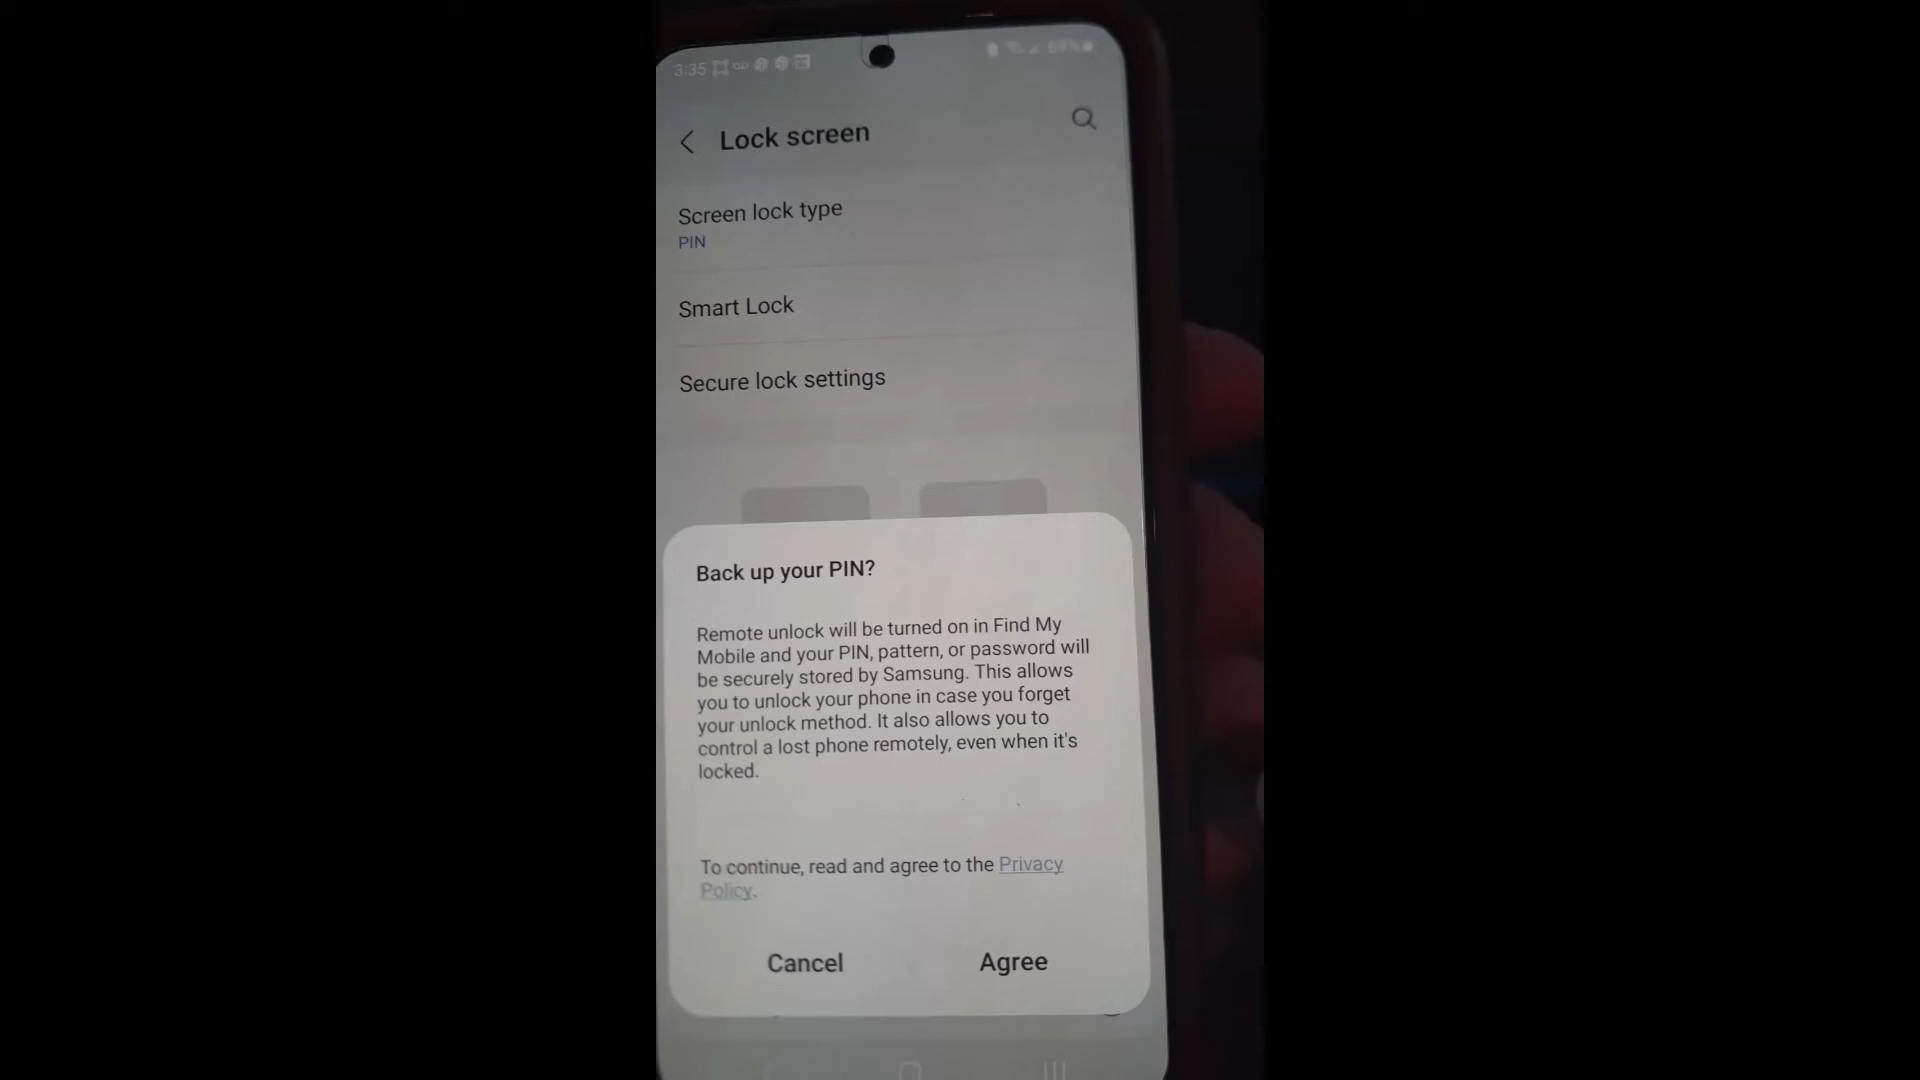 3:35 69%
Lock screen
Screen lock type
PIN
Smart Lock
Secure lock settings
Back up your PIN?
Remote unlock will be turned on in Find My
Mobile and your PIN, pattern, or password will
be securely stored by Samsung. This allows
you to unlock your phone in case you forget
your unlock method. It also allows you to
control a lost phone remotely, even when it's
locked.
To continue, read and agree to the Privacy
Policy.
Cancel Agree